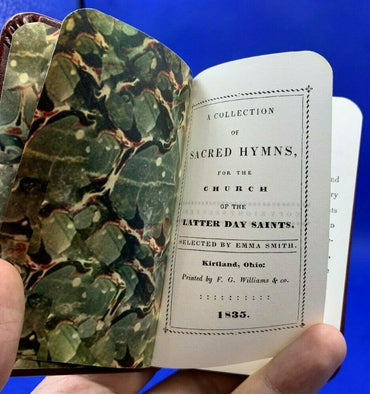 A COLLECTION
OF
SACRED HYMNS,
FOR THE
CHURCH
OF THE
LATTER DAY SAINTS.
SELECTED BY EMMA SMITH.
Kirtland, Ohio:
Printed by F. G. Williams & co.
1835.